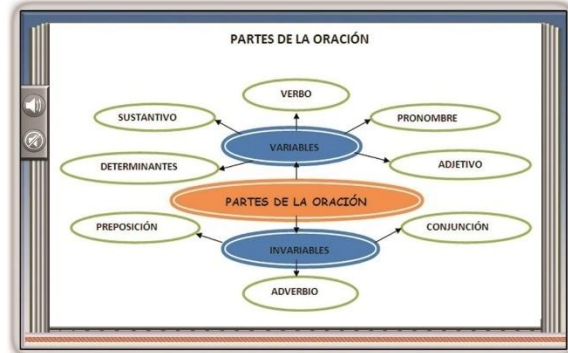 PARTES DE LA ORACIÓN
VERBO
SUSTANTIVO
PRONOMBRE
VARIABLES
DETERMINANTES
ADJETIVO
PARTES DE LA ORACIÓN
PREPOSICIÓN
CONJUNCIÓN
INVARIABLES
ADVERBIO